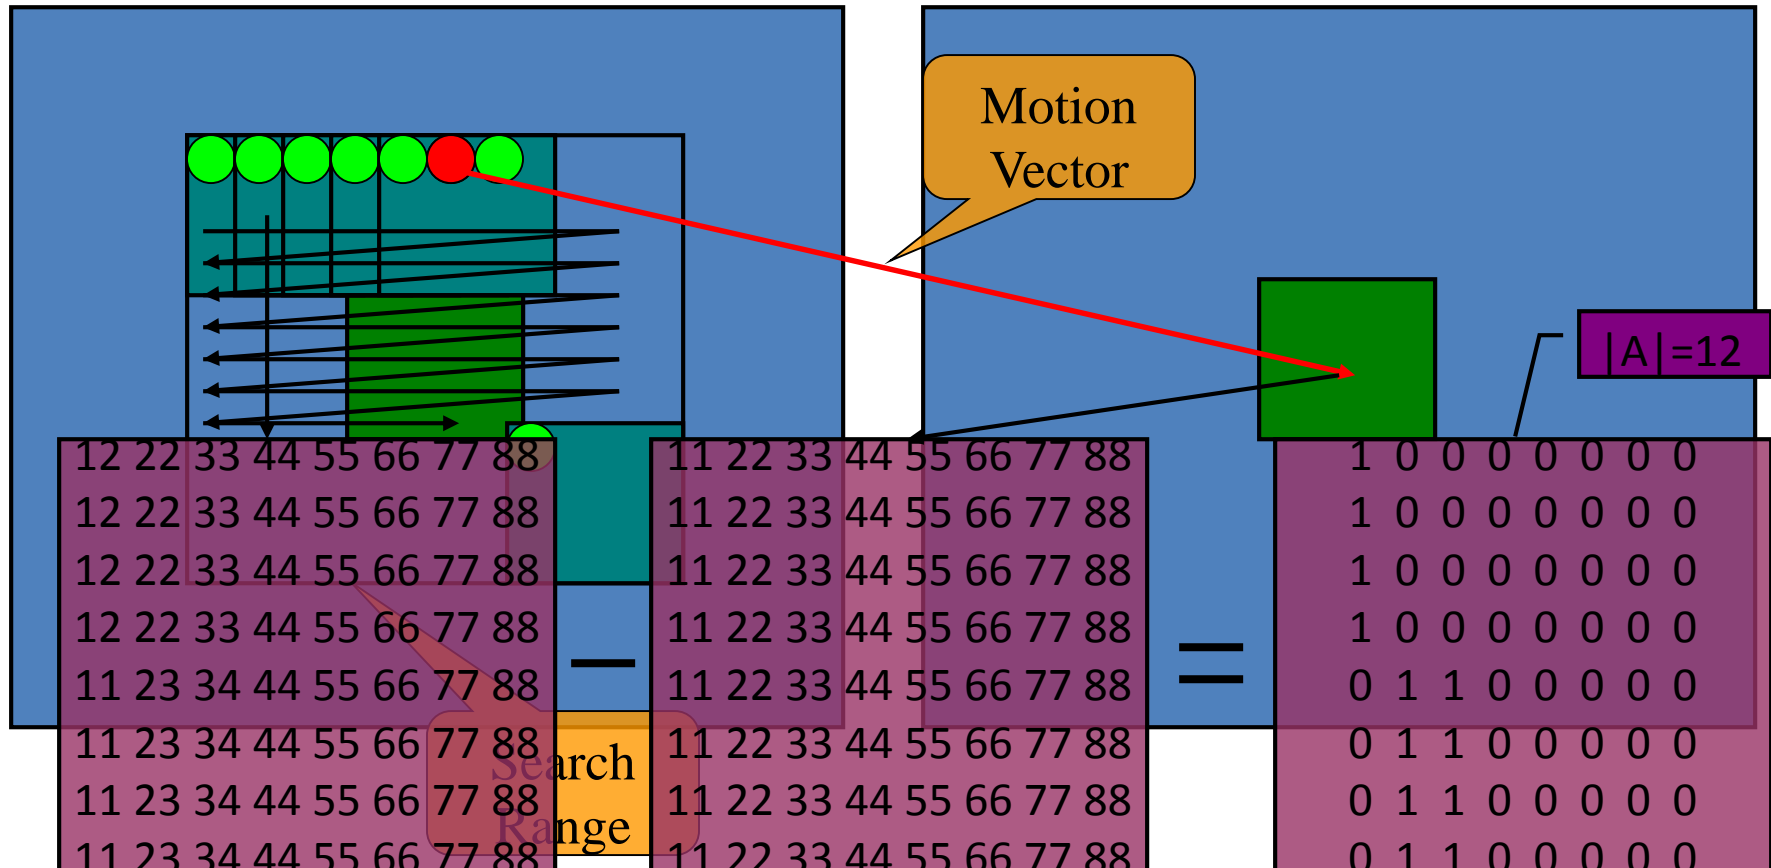 Motion
Vector
|A|=12
12 22 33 44 55 66 77 88
12 22 33 44 55 66 77 88
12 22 33 44 55 66 77 88
12 22 33 44 55 66 77 88
11 23 34 44 55 66 77 88
11 23 34 44 55 66 77 88
11 23 34 44 55 66 77 88
11 23 34 44 55 66 77 88
–
11 22 33 44 55 66 77 88
11 22 33 44 55 66 77 88
11 22 33 44 55 66 77 88
11 22 33 44 55 66 77 88
11 22 33 44 55 66 77 88
11 22 33 44 55 66 77 88
11 22 33 44 55 66 77 88
11 22 33 44 55 66 77 88
=
1 0 0 0 0 0 0 0
1 0 0 0 0 0 0 0
1 0 0 0 0 0 0 0
1 0 0 0 0 0 0 0
0 1 1 0 0 0 0 0
0 1 1 0 0 0 0 0
0 1 1 0 0 0 0 0
0 1 1 0 0 0 0 0
Search
Range